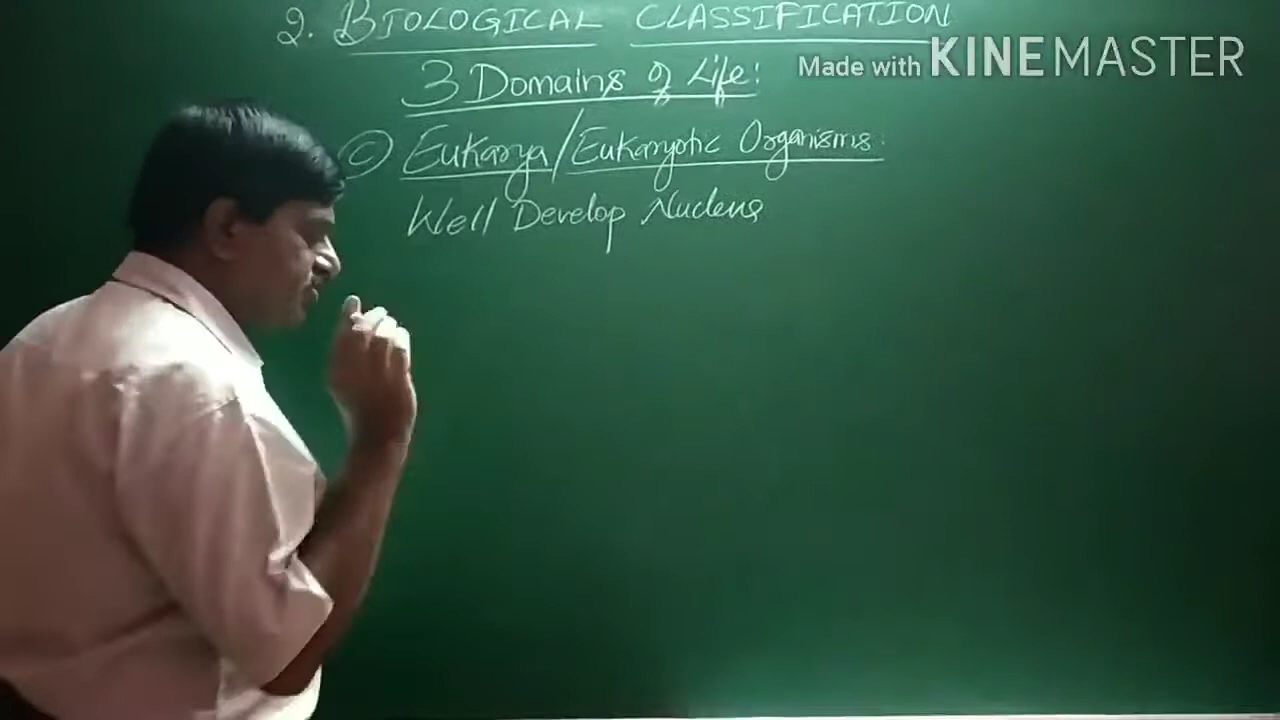 2. BIOLOGICAL CLASSIFICATION
Made with KINEMASTER
3 Domains of Life:
(C) Eukarya/Eukaryotic Organisms:
Well Develop Nucleus